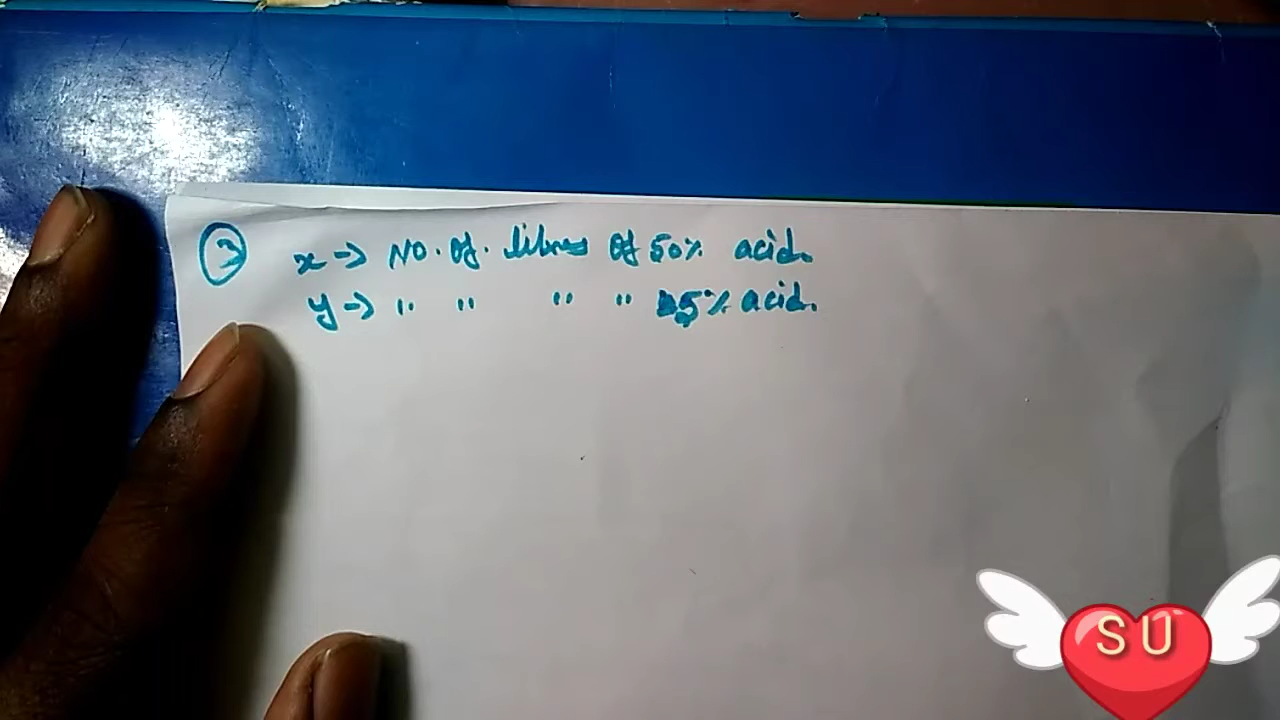 ③ x → No. of. litres of 50% acid.
y → " " " " 25% acid.
SU